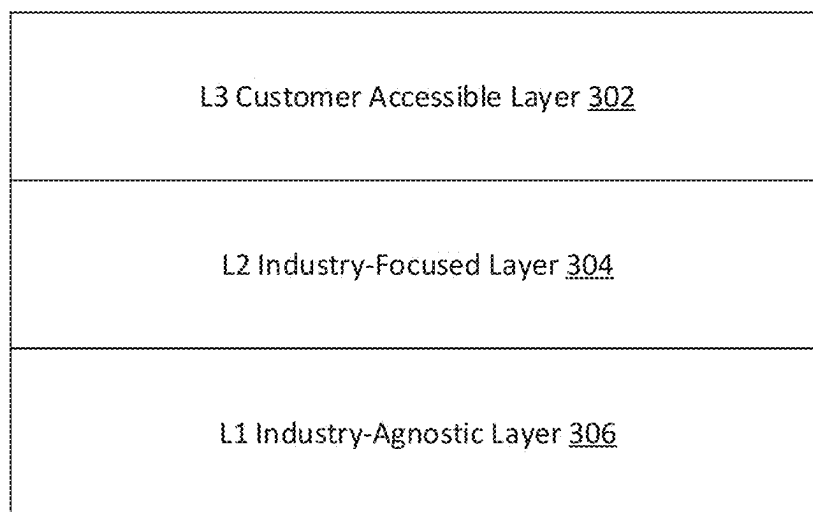 L3 Customer Accessible Layer 302
L2 Industry-Focused Layer 304
L1 Industry-Agnostic Layer 306